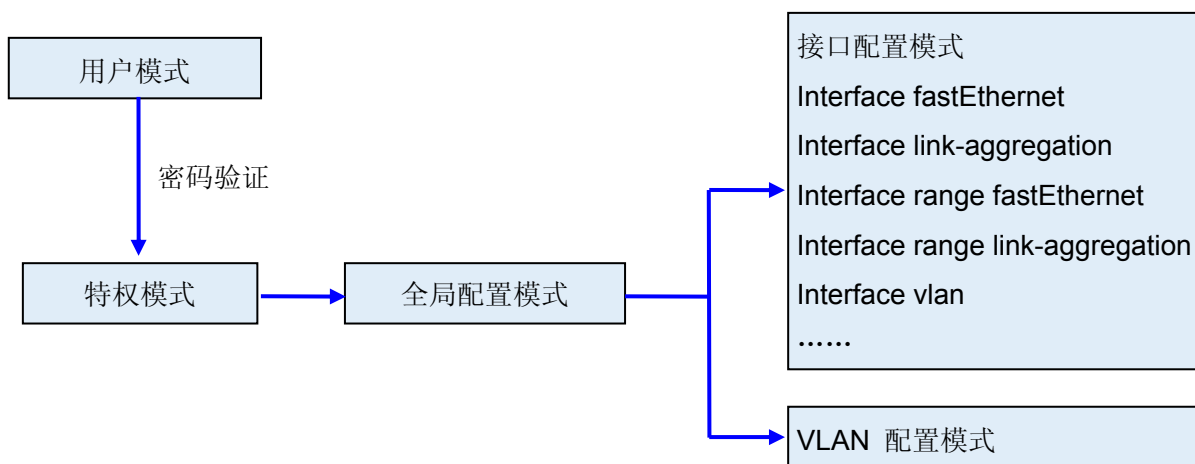 用户模式
密码验证
特权模式
全局配置模式
接口配置模式
Interface fastEthernet
Interface link-aggregation
Interface range fastEthernet
Interface range link-aggregation
Interface vlan
……
VLAN 配置模式